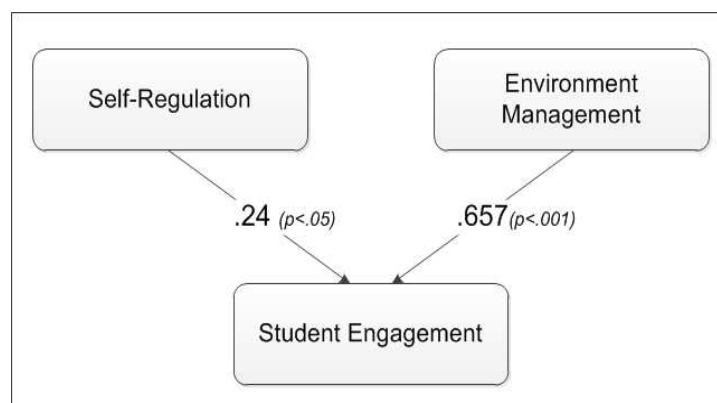 Self-Regulation
Environment
Management
.24 (p<.05)
.657(p<.001)
Student Engagement